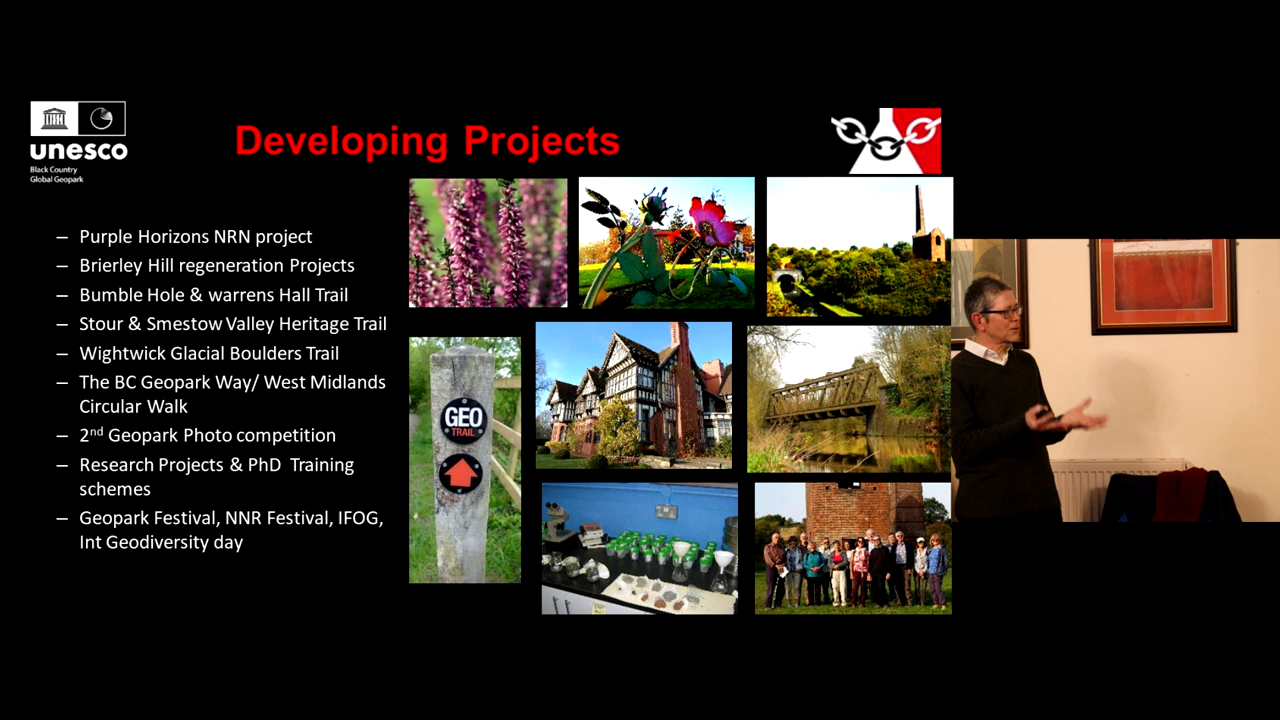 unesco
Black Country
Global Geopark
Developing Projects
– Purple Horizons NRN project
– Brierley Hill regeneration Projects
– Bumble Hole & warrens Hall Trail
– Stour & Smestow Valley Heritage Trail
– Wightwick Glacial Boulders Trail
– The BC Geopark Way/ West Midlands
Circular Walk
– 2nd Geopark Photo competition
– Research Projects & PhD Training
schemes
– Geopark Festival, NNR Festival, IFOG,
Int Geodiversity day
GEO
TRAIL